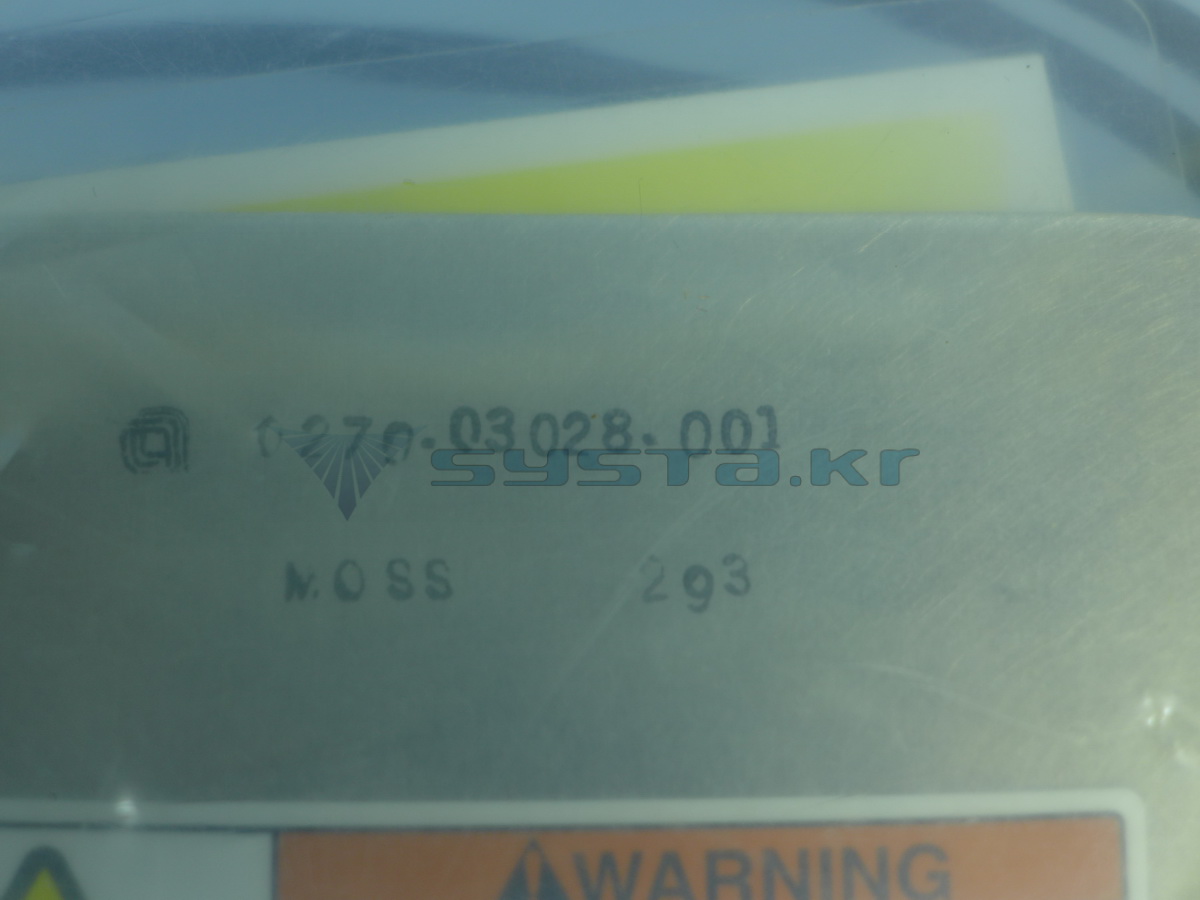 0270-03028-001
systa.kr
MOSS 293
WARNING